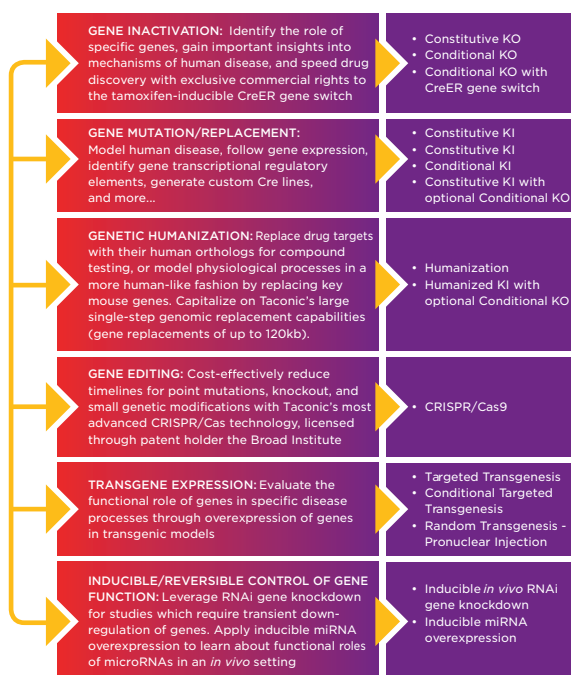 GENE INACTIVATION: Identify the role of
specific genes, gain important insights into
mechanisms of human disease, and speed drug
discovery with exclusive commercial rights to
the tamoxifen-inducible CreER gene switch
• Constitutive KO
• Conditional KO
• Conditional KO with
CreER gene switch
GENE MUTATION/REPLACEMENT:
Model human disease, follow gene expression,
identify gene transcriptional regulatory
elements, generate custom Cre lines,
and more...
• Constitutive KI
• Constitutive KI
• Conditional KI
• Constitutive KI with
optional Conditional KO
GENETIC HUMANIZATION: Replace drug targets
with their human orthologs for compound
testing, or model physiological processes in a
more human-like fashion by replacing key
mouse genes. Capitalize on Taconic's large
single-step genomic replacement capabilities
(gene replacements of up to 120kb).
• Humanization
• Humanized KI with
optional Conditional KO
GENE EDITING: Cost-effectively reduce
timelines for point mutations, knockout, and
small genetic modifications with Taconic's most
advanced CRISPR/Cas technology, licensed
through patent holder the Broad Institute
• CRISPR/Cas9
TRANSGENE EXPRESSION: Evaluate the
functional role of genes in specific disease
processes through overexpression of genes
in transgenic models
• Targeted Transgenesis
• Conditional Targeted
Transgenesis
• Random Transgenesis -
Pronuclear Injection
INDUCIBLE/REVERSIBLE CONTROL OF GENE
FUNCTION: Leverage RNAi gene knockdown
for studies which require transient down-
regulation of genes. Apply inducible miRNA
overexpression to learn about functional roles
of microRNAs in an in vivo setting
• Inducible in vivo RNAi
gene knockdown
• Inducible miRNA
overexpression